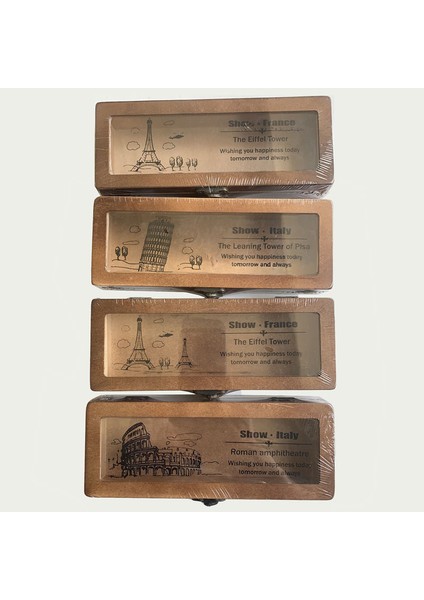 Show - France
The Eiffel Tower
Wishing you happiness today
tomorrow and always
Show - Italy
The Leaning Tower of Pisa
Wishing you happiness today
tomorrow and always
Show - France
The Eiffel Tower
Wishing you happiness today
tomorrow and always
Show - Italy
Roman amphitheatre
Wishing you happiness today
tomorrow and always